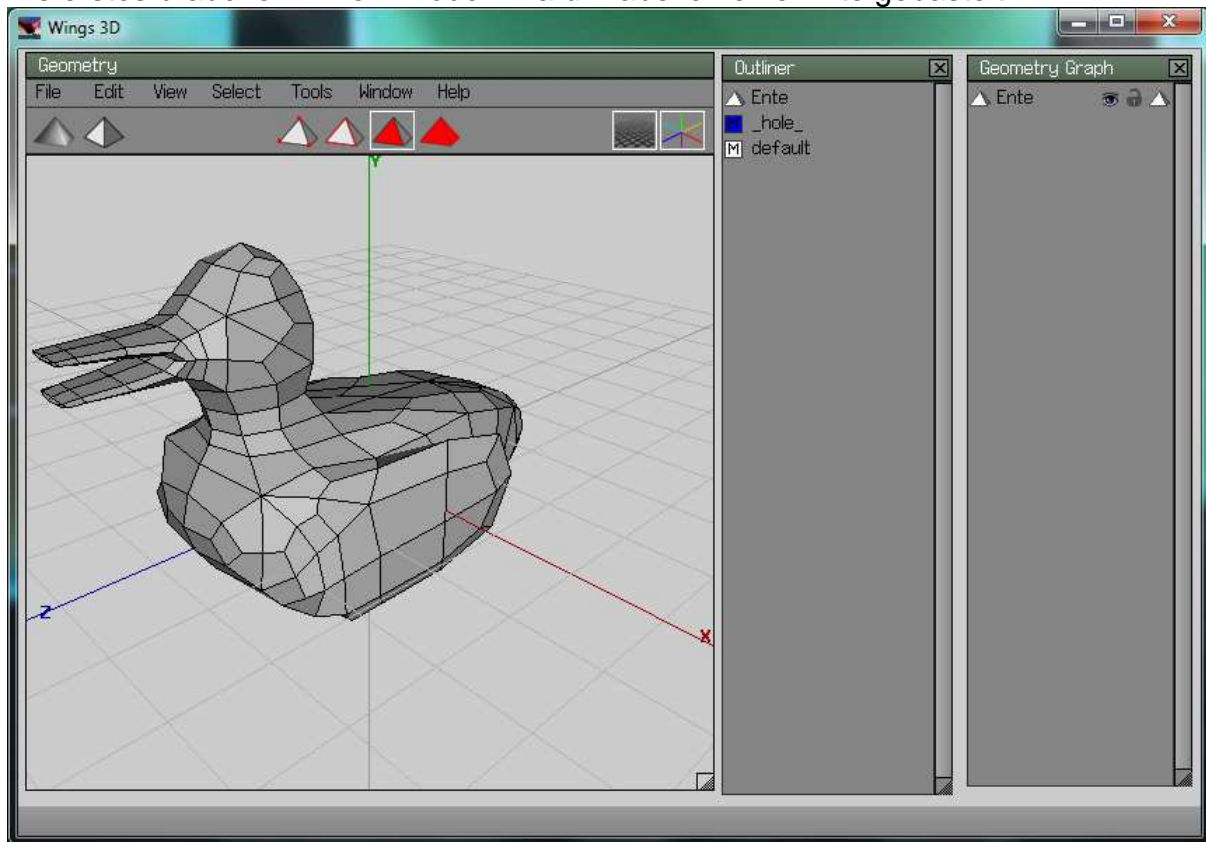 Wings 3D
Geometry
File Edit View Select Tools Window Help
Y
Z
X
Outliner
Ente
_hole_
M default
Geometry Graph
Ente